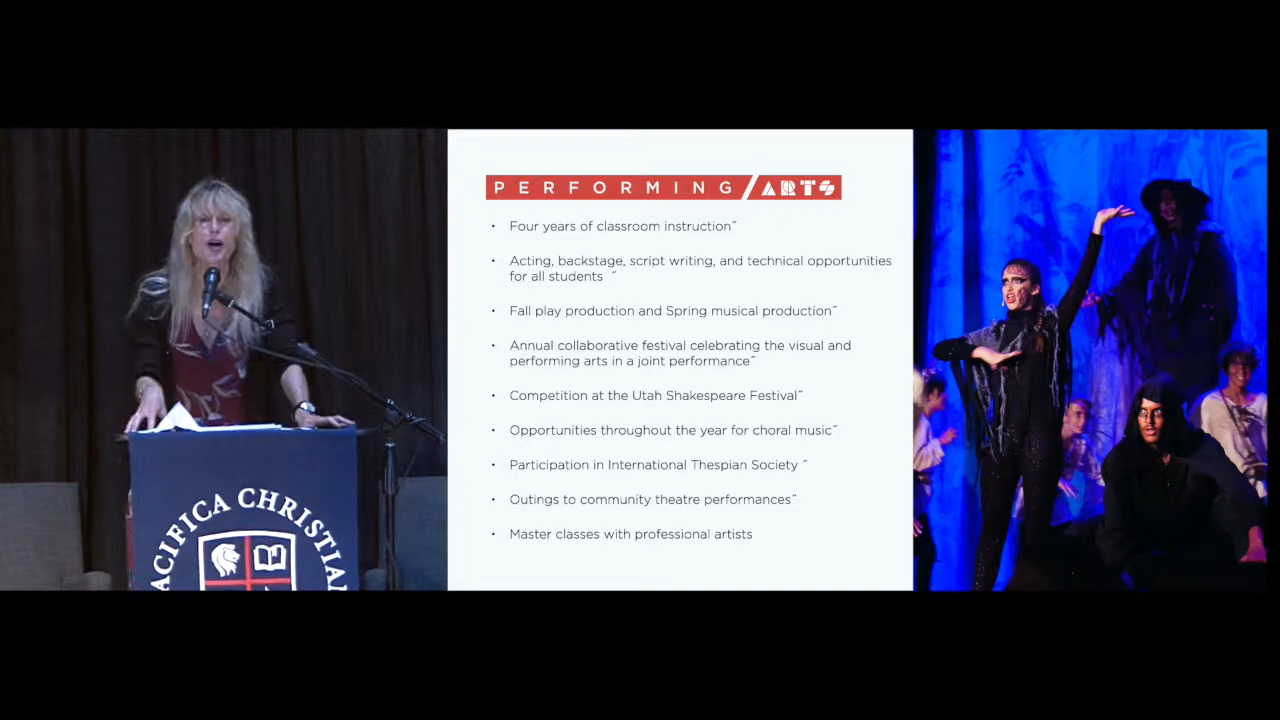 PERFORMING/ARTS
• Four years of classroom instruction˜
• Acting, backstage, script writing, and technical opportunities
for all students ˜
• Fall play production and Spring musical production˜
• Annual collaborative festival celebrating the visual and
performing arts in a joint performance˜
• Competition at the Utah Shakespeare Festival˜
• Opportunities throughout the year for choral music˜
• Participation in International Thespian Society ˜
• Outings to community theatre performances˜
• Master classes with professional artists
PACIFICA CHRISTIAN